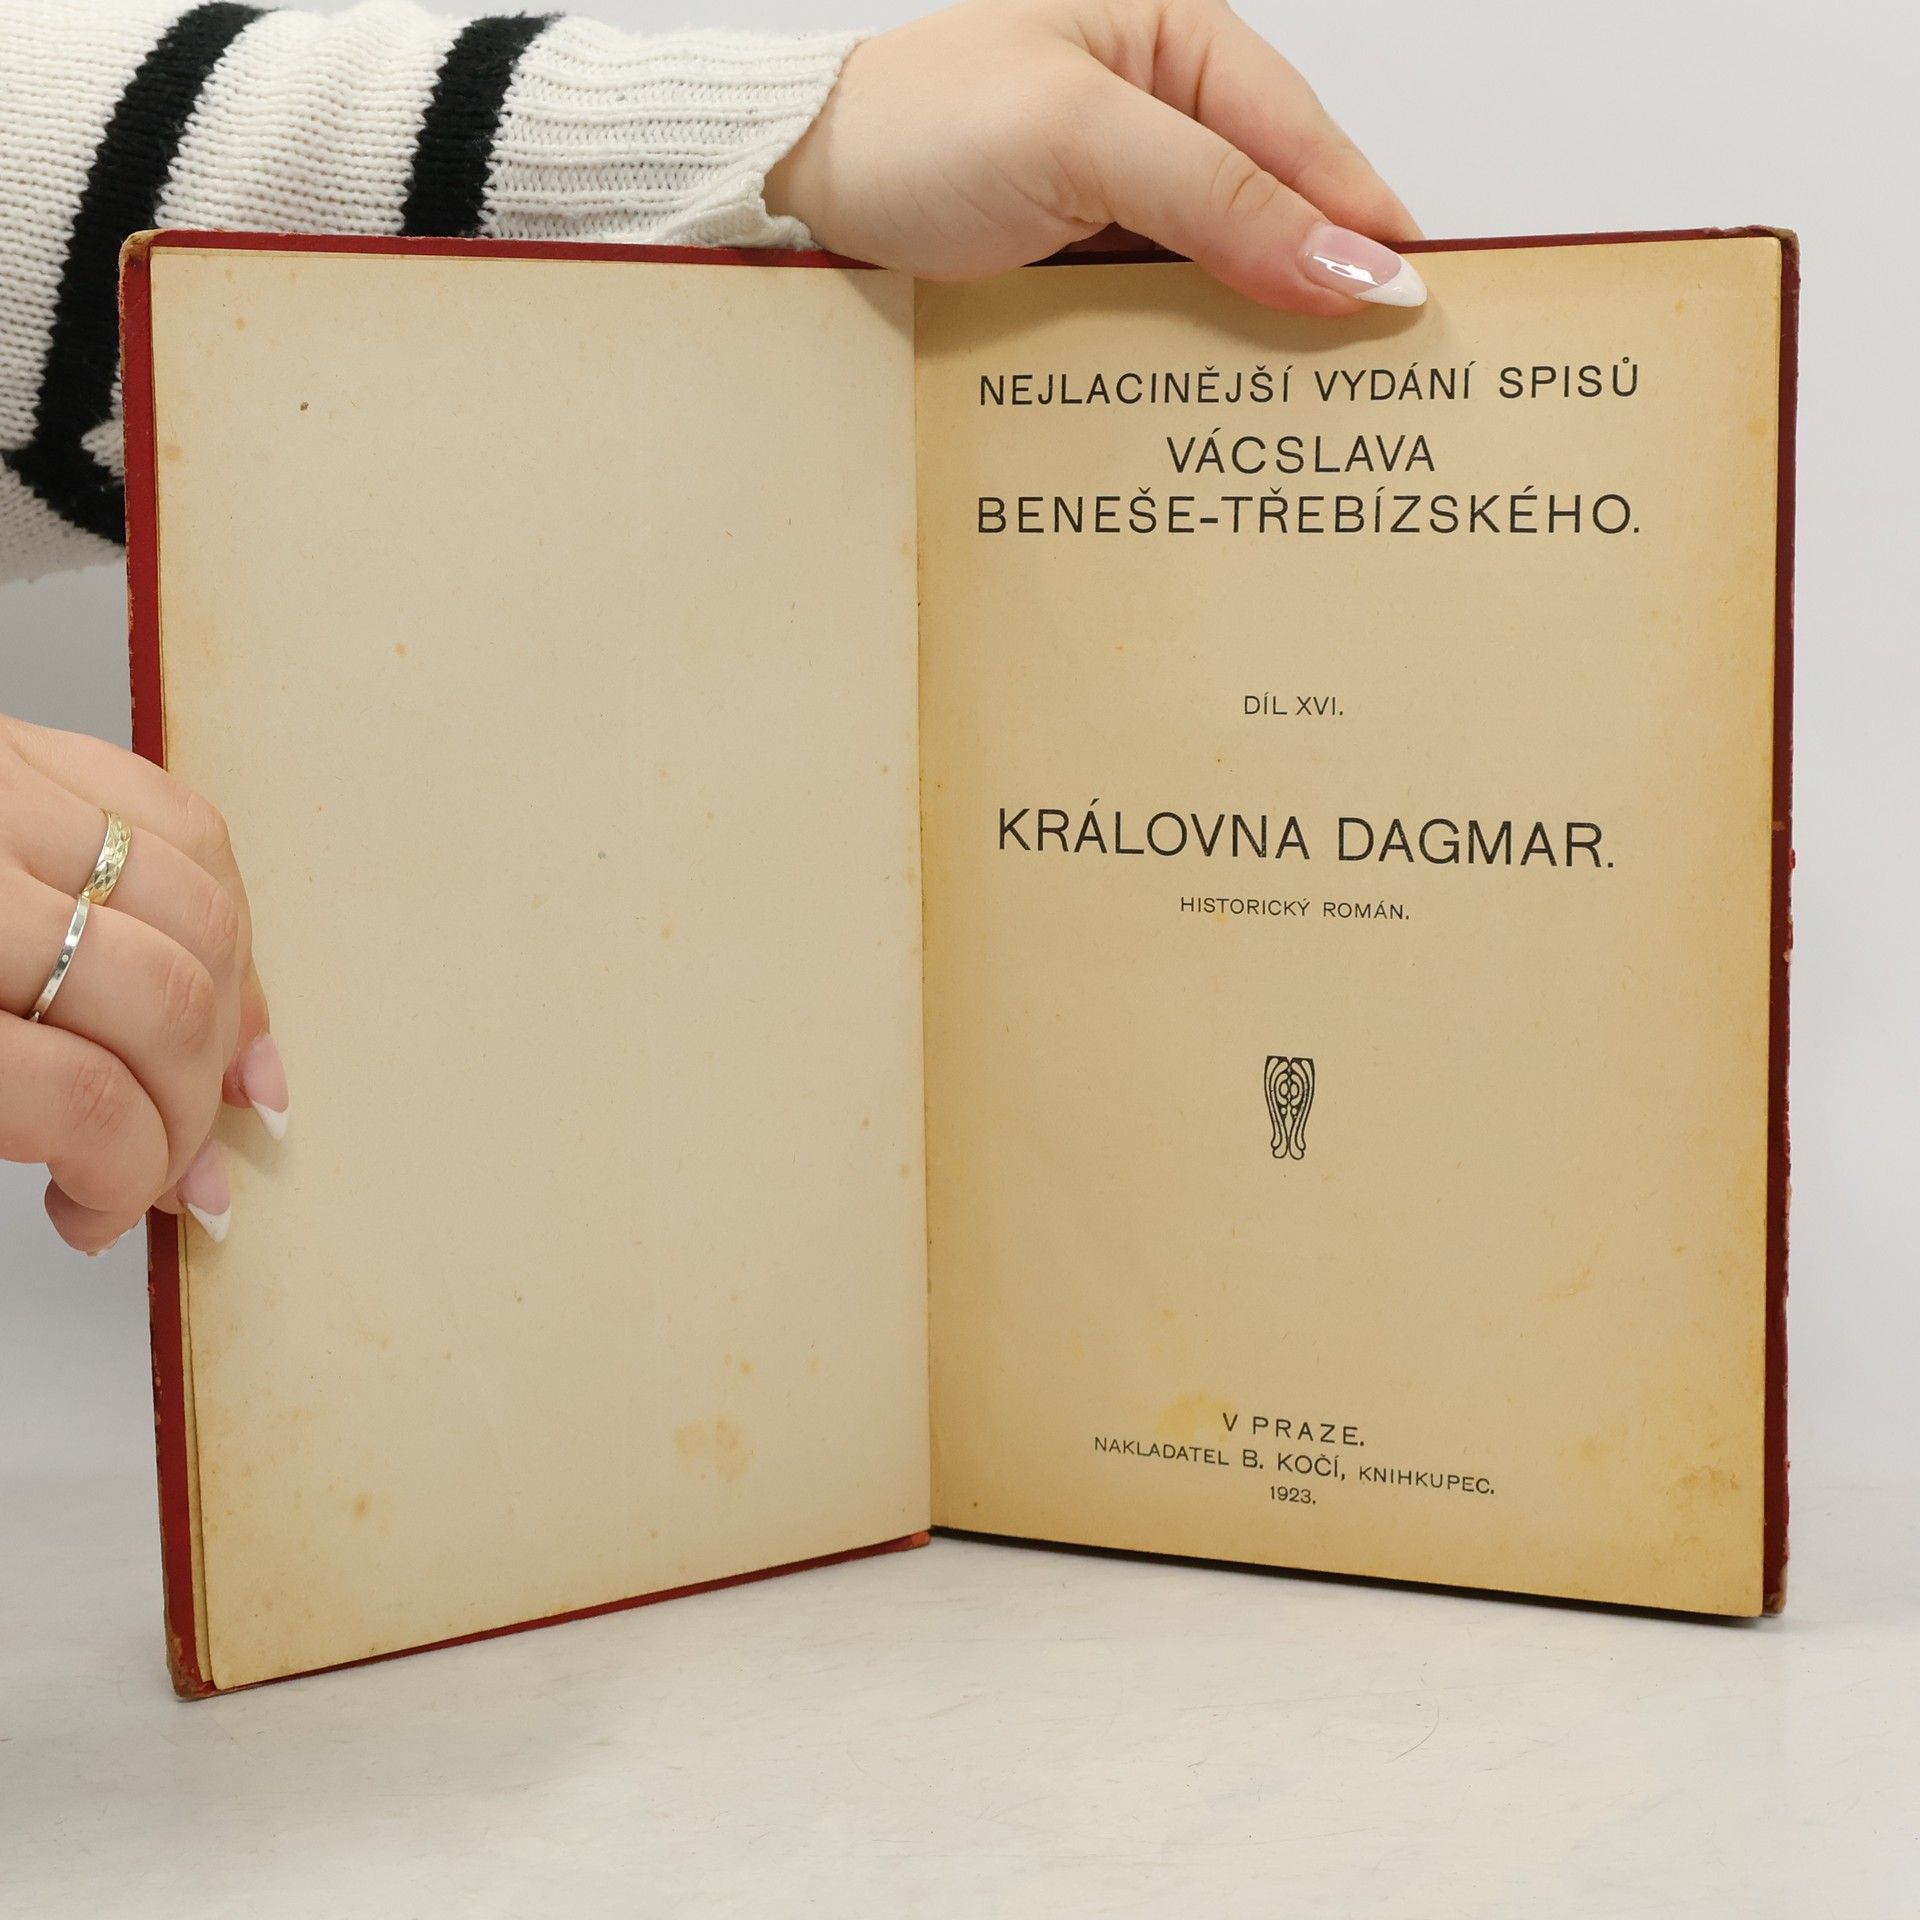 NEJLACINĚJŠÍ VYDÁNÍ SPISŮ
VÁCSLAVA
BENEŠE-TŘEBÍZSKÉHO.
DÍL XVI.
KRÁLOVNA DAGMAR.
HISTORICKÝ ROMÁN.
V PRAZE.
NAKLADATEL B. KOČÍ, KNIHKUPEC.
1923.